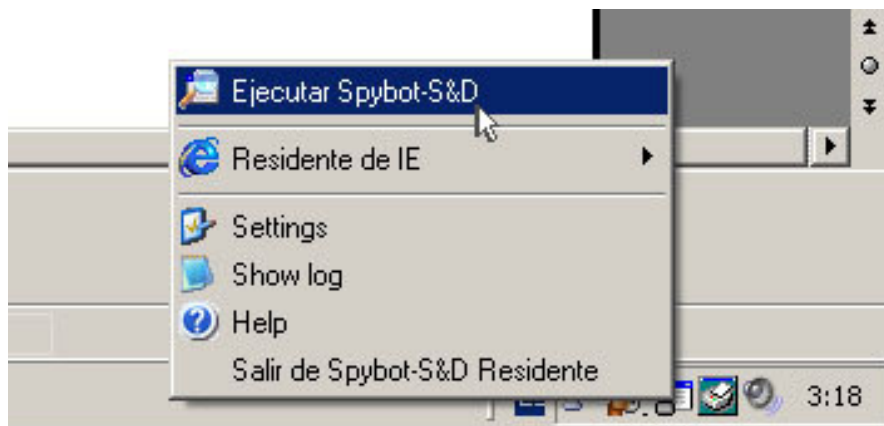 Ejecutar Spybot-S&D
Residente de IE
Settings
Show log
Help
Salir de Spybot-S&D Residente
3:18